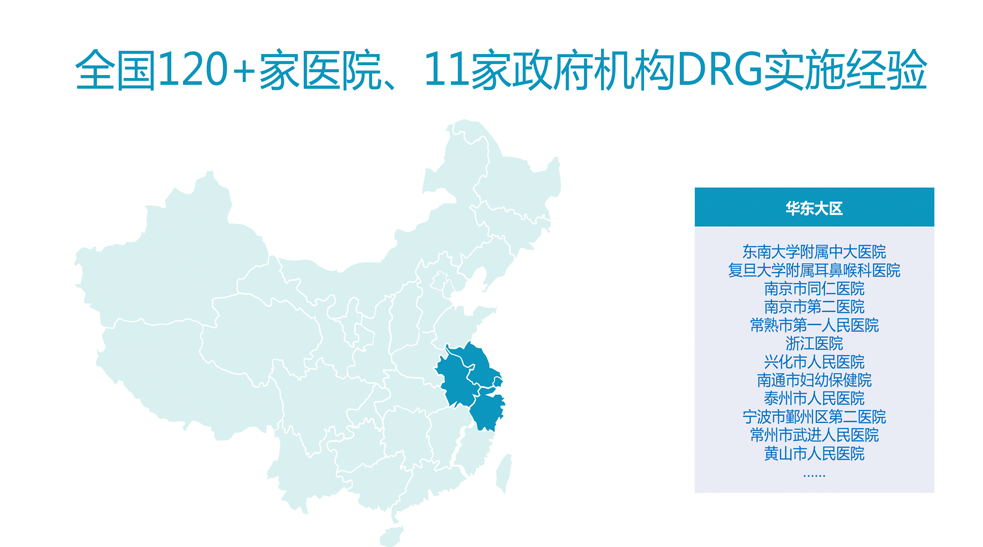 全国120+家医院、11家政府机构DRG实施经验
华东大区
东南大学附属中大医院
复旦大学附属耳鼻喉科医院
南京市同仁医院
南京市第二医院
常熟市第一人民医院
浙江医院
兴化市人民医院
南通市妇幼保健院
泰州市人民医院
宁波市鄞州区第二医院
常州市武进人民医院
黄山市人民医院
……